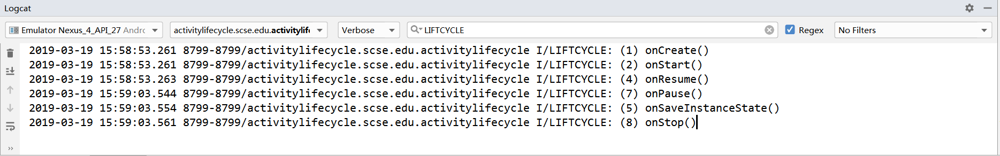 Logcat
Emulator Nexus_4_API_27 Andrc activitylifecycle.scse.edu.activitylife Verbose LIFTCYCLE Regex No Filters
2019-03-19 15:58:53.261 8799-8799/activitylifecycle.scse.edu.activitylifecycle I/LIFTCYCLE: (1) onCreate()
2019-03-19 15:58:53.261 8799-8799/activitylifecycle.scse.edu.activitylifecycle I/LIFTCYCLE: (2) onStart()
2019-03-19 15:58:53.263 8799-8799/activitylifecycle.scse.edu.activitylifecycle I/LIFTCYCLE: (4) onResume()
2019-03-19 15:59:03.544 8799-8799/activitylifecycle.scse.edu.activitylifecycle I/LIFTCYCLE: (7) onPause()
2019-03-19 15:59:03.554 8799-8799/activitylifecycle.scse.edu.activitylifecycle I/LIFTCYCLE: (5) onSaveInstanceState()
2019-03-19 15:59:03.561 8799-8799/activitylifecycle.scse.edu.activitylifecycle I/LIFTCYCLE: (8) onStop()